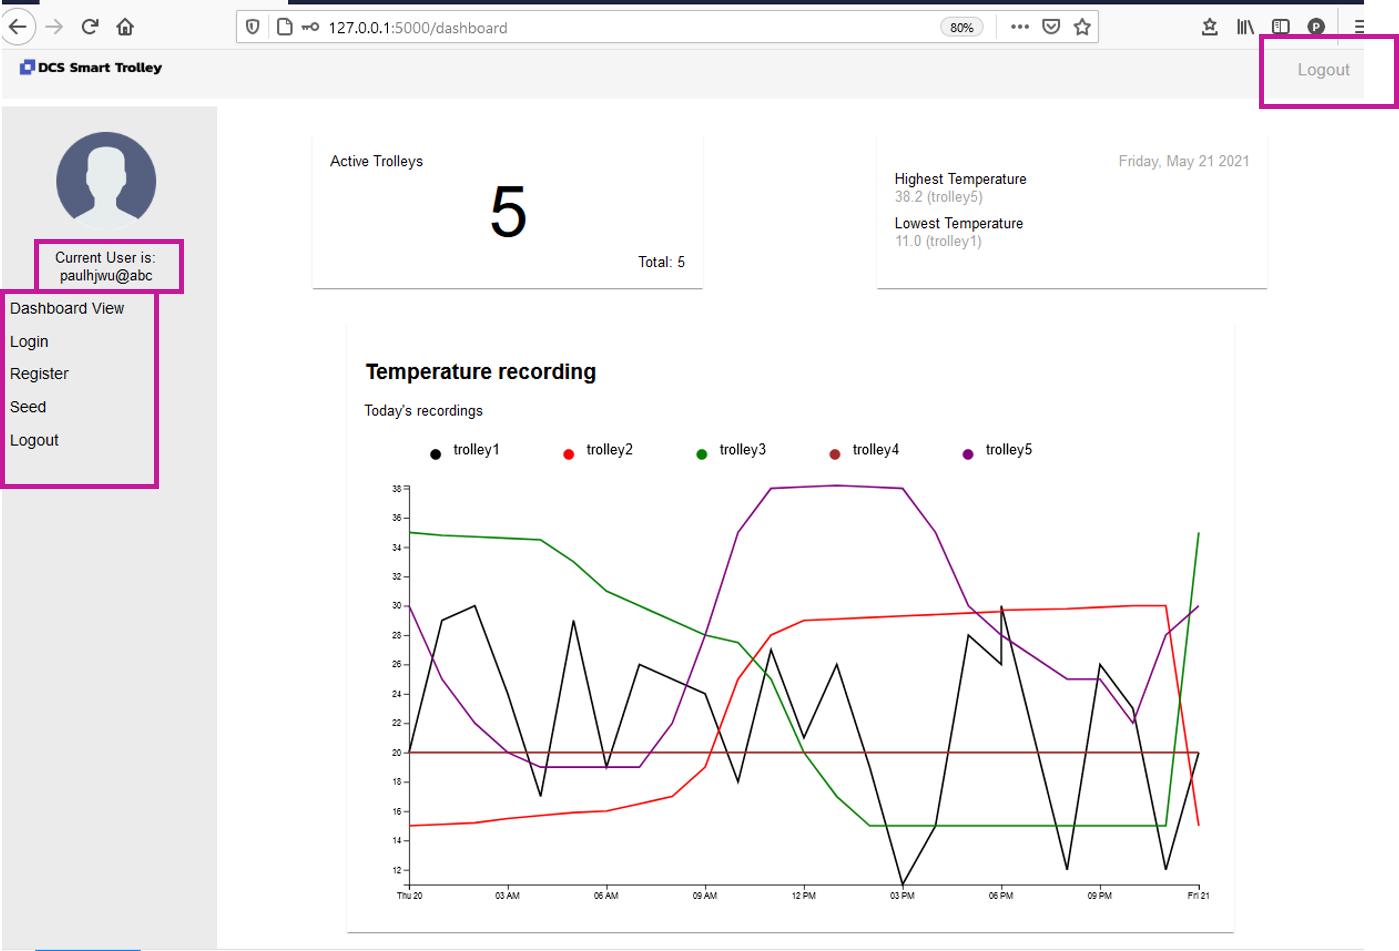 127.0.0.1:5000/dashboard
80%
P
DCS Smart Trolley
Logout
Current User is:
paulhjwu@abc
Dashboard View
Login
Register
Seed
Logout
Active Trolleys
5
Total: 5
Friday, May 21 2021
Highest Temperature
38.2 (trolley5)
Lowest Temperature
11.0 (trolley1)
Temperature recording
Today's recordings
trolley1 trolley2 trolley3 trolley4 trolley5
38
36
34
32
30
28
26
24
22
20
18
16
14
12
Thu 20 03 AM 06 AM 09 AM 12 PM 03 PM 06 PM 09 PM Fri 21